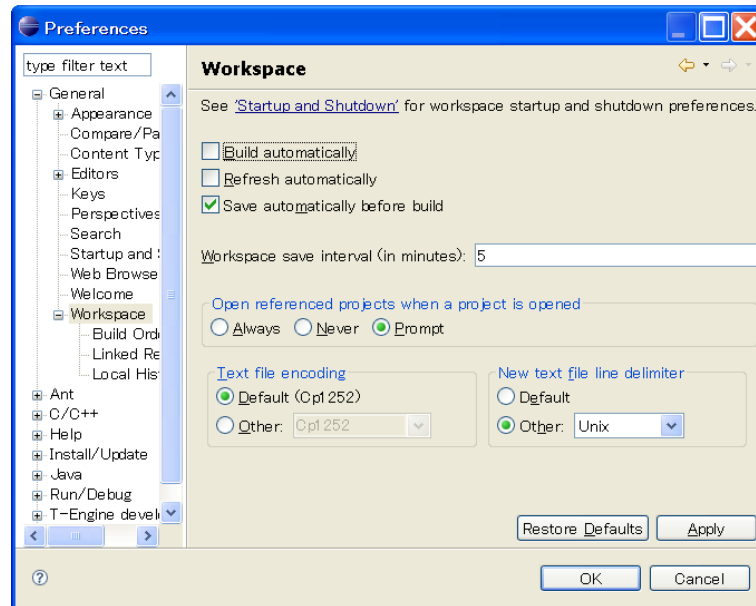 Preferences
type filter text
General
Appearance
Compare/Pa
Content Typ
Editors
Keys
Perspectives
Search
Startup and
Web Browse
Welcome
Workspace
Build Orde
Linked Re
Local His
Ant
C/C++
Help
Install/Update
Java
Run/Debug
T-Engine devel
Workspace
See 'Startup and Shutdown' for workspace startup and shutdown preferences.
Build automatically
Refresh automatically
Save automatically before build
Workspace save interval (in minutes): 5
Open referenced projects when a project is opened
Always Never Prompt
Text file encoding
Default (Cp1252)
Other: Cp1252
New text file line delimiter
Default
Other: Unix
Restore Defaults Apply
OK Cancel